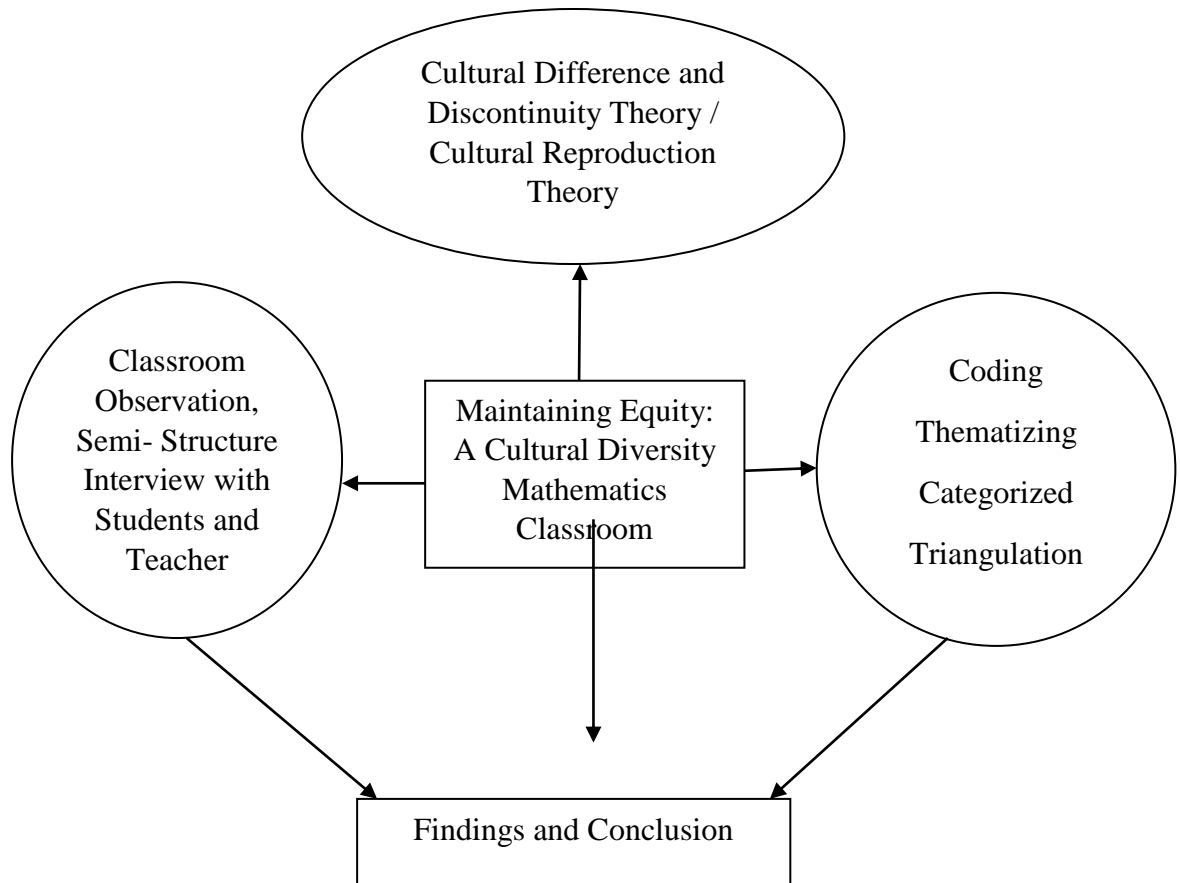 Cultural Difference and
Discontinuity Theory /
Cultural Reproduction
Theory
Classroom
Observation,
Semi- Structure
Interview with
Students and
Teacher
Maintaining Equity:
A Cultural Diversity
Mathematics
Classroom
Coding
Thematizing
Categorized
Triangulation
Findings and Conclusion